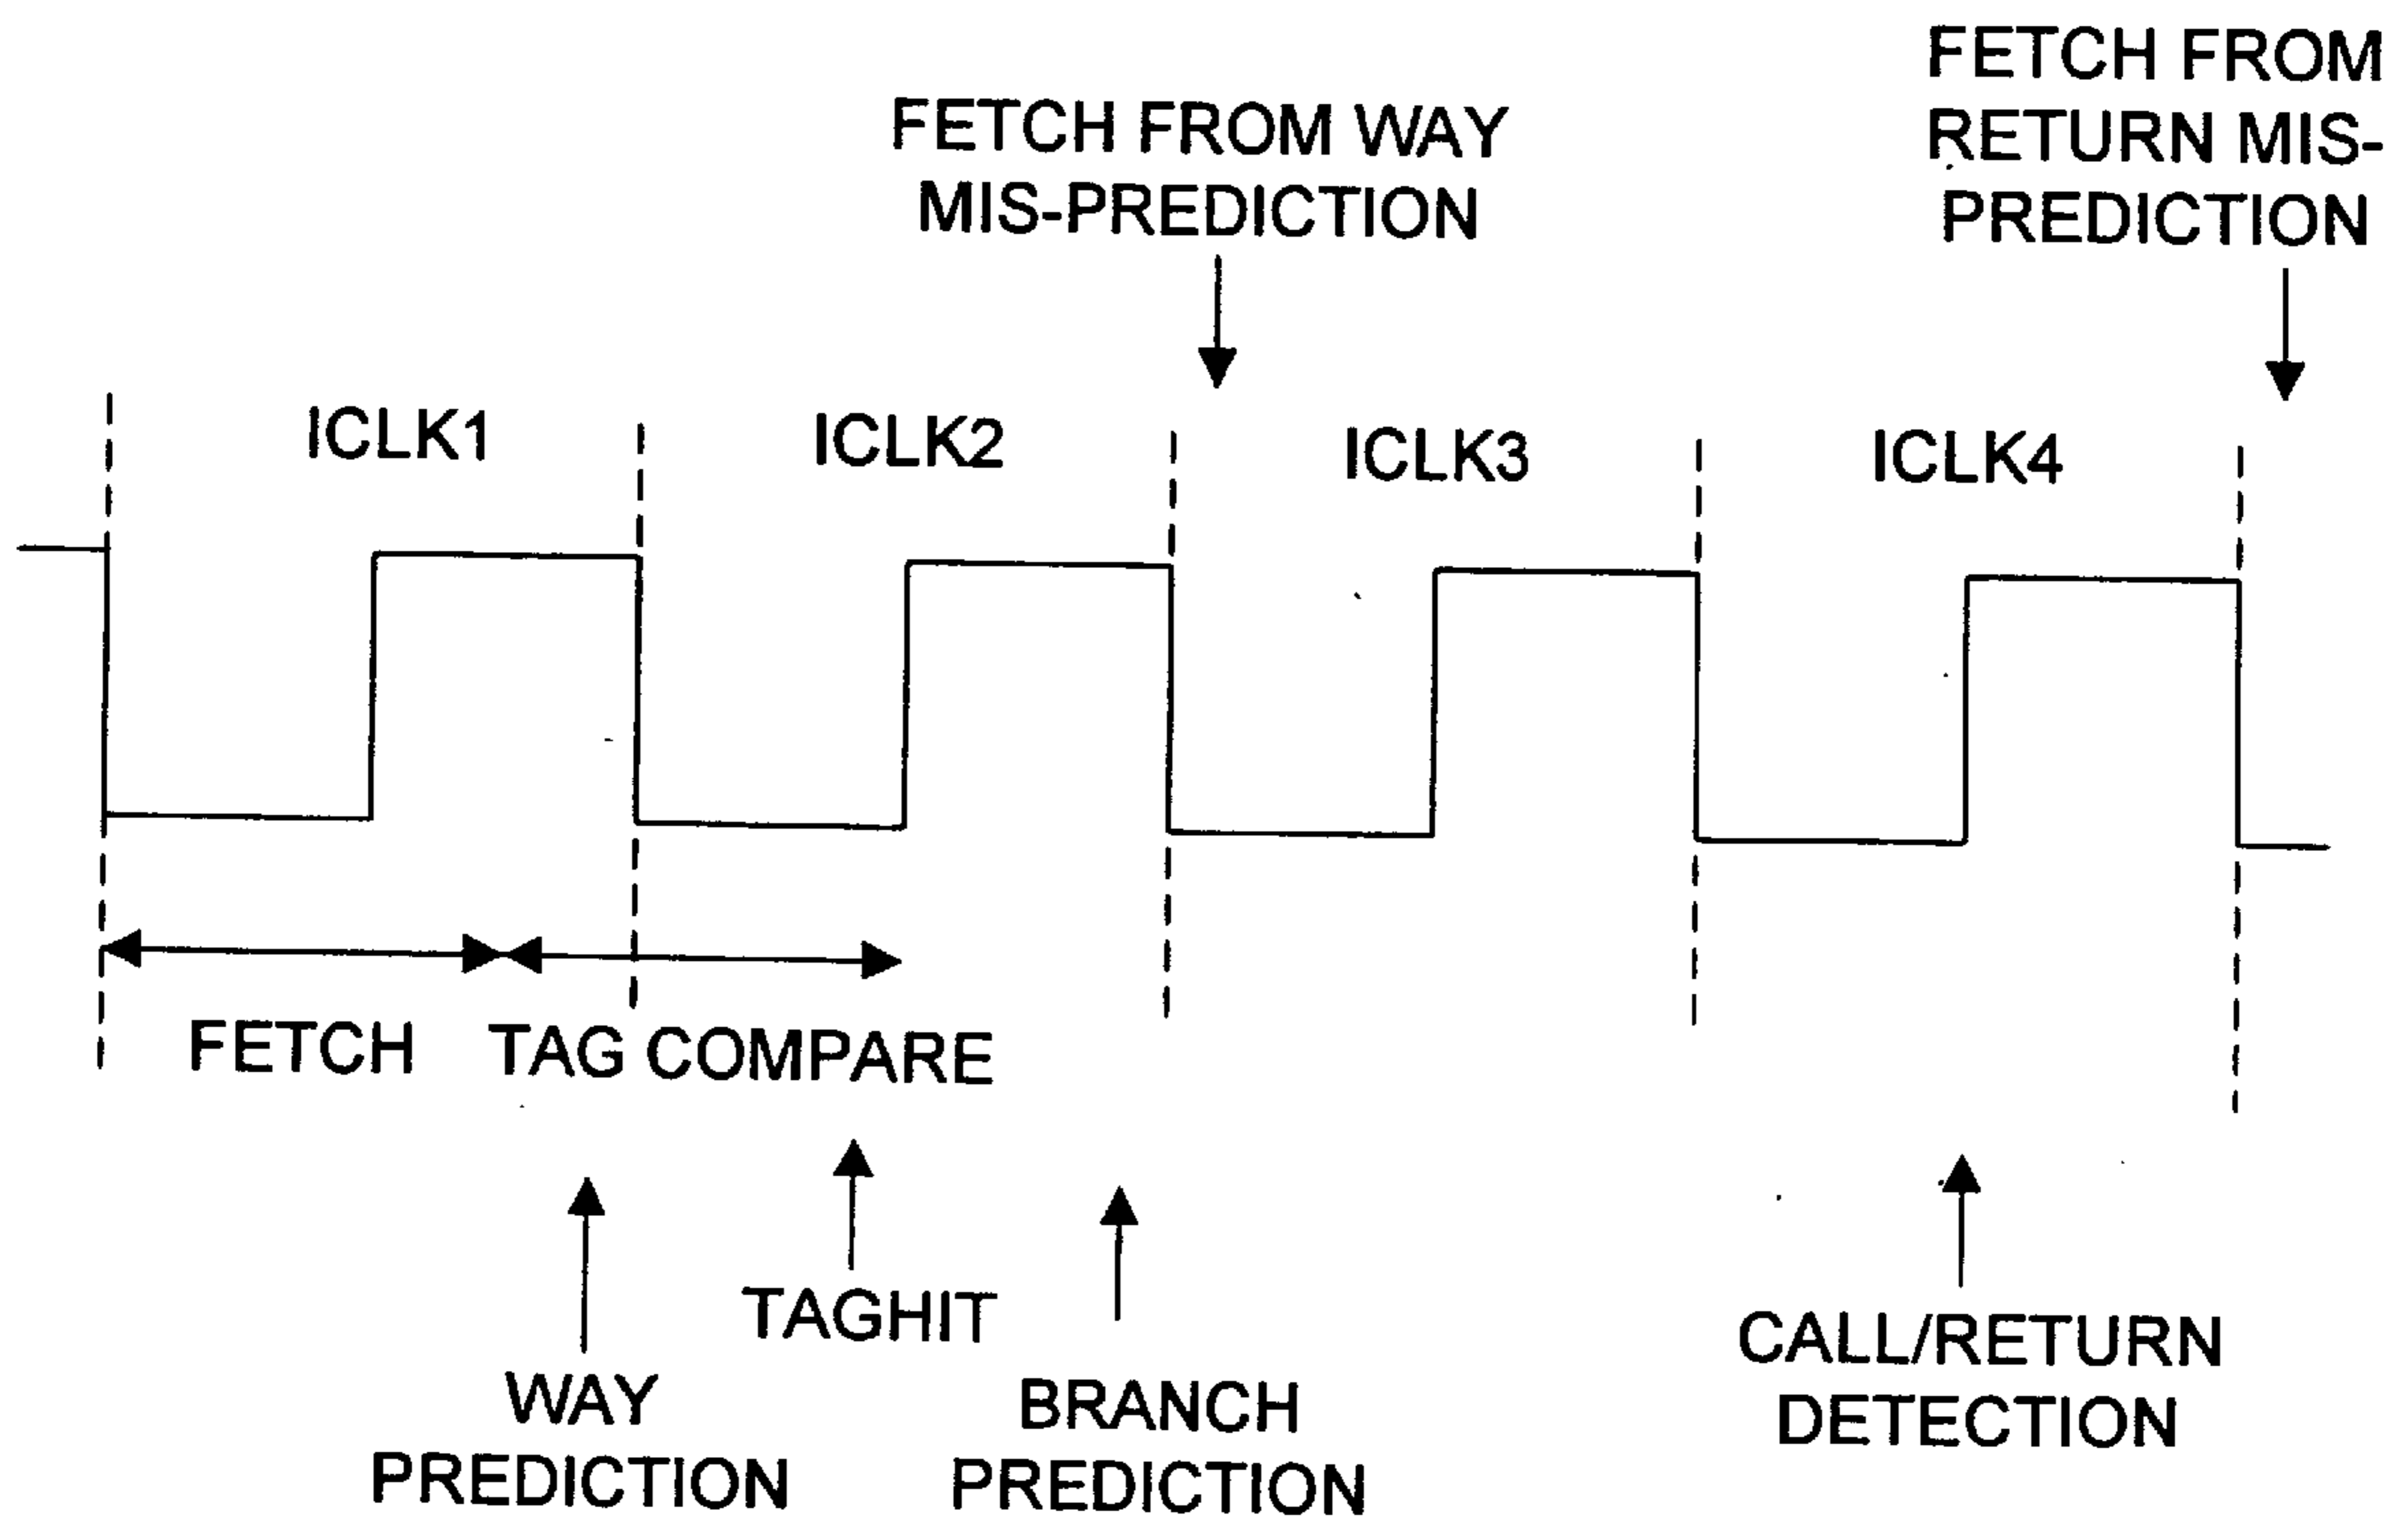 FETCH FROM WAY
MIS-PREDICTION
FETCH FROM
RETURN MIS-
PREDICTION
ICLK1
ICLK2
ICLK3
ICLK4
FETCH
TAG COMPARE
WAY
PREDICTION
TAGHIT
BRANCH
PREDICTION
CALL/RETURN
DETECTION